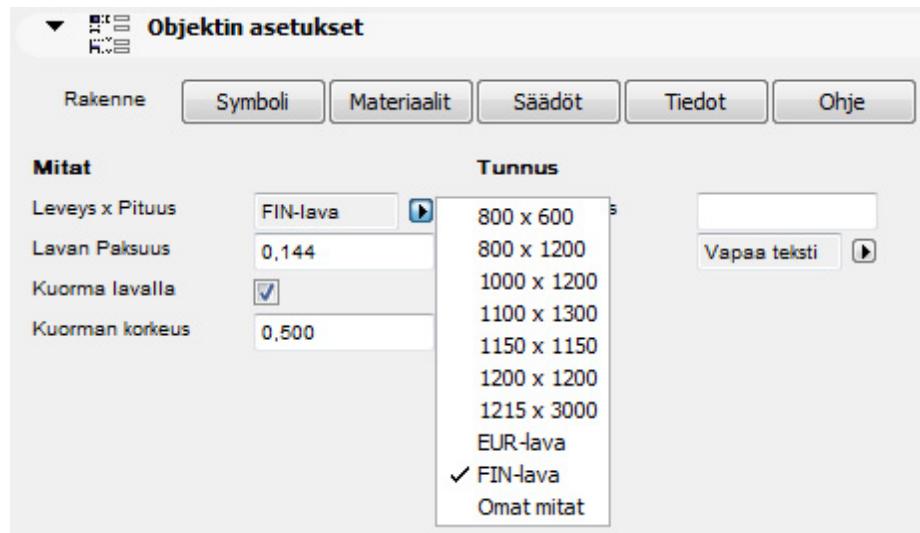 Objektin asetukset
Rakenne Symboli Materiaalit Säädöt Tiedot Ohje
Mitat Tunnus
Leveys x Pituus FIN-lava
Lavan Paksuus 0,144 Vapaa teksti
Kuorma lavalla
Kuorman korkeus 0,500
800 x 600
800 x 1200
1000 x 1200
1100 x 1300
1150 x 1150
1200 x 1200
1215 x 3000
EUR-lava
FIN-lava
Omat mitat